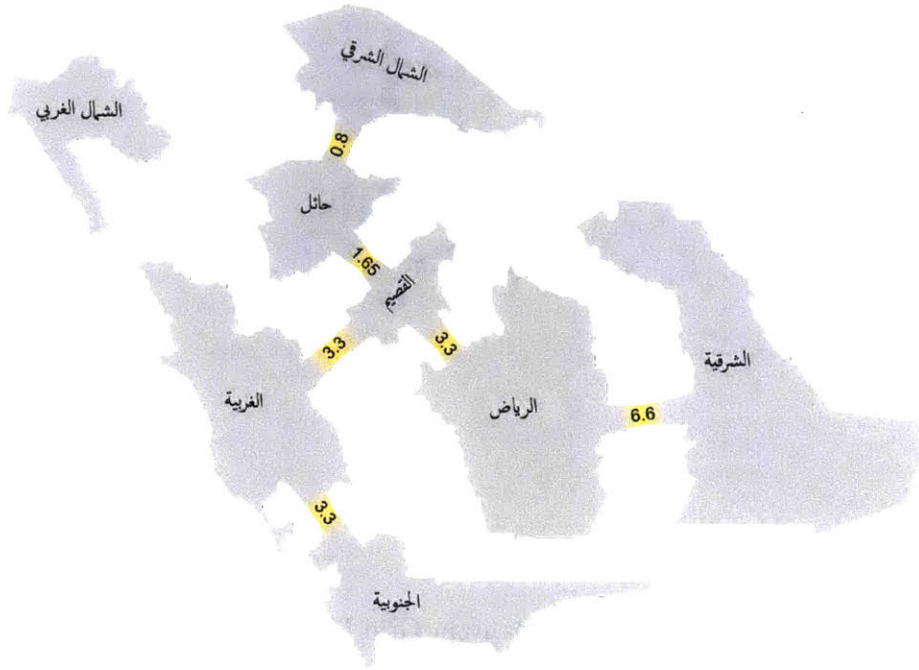 الشمال الشرقي
الشمال الغربي
0.8
حائل
1.65
القصيم
3.3
3.3
الشرقية
الغربية
الرياض
6.6
3.3
الجنوبية